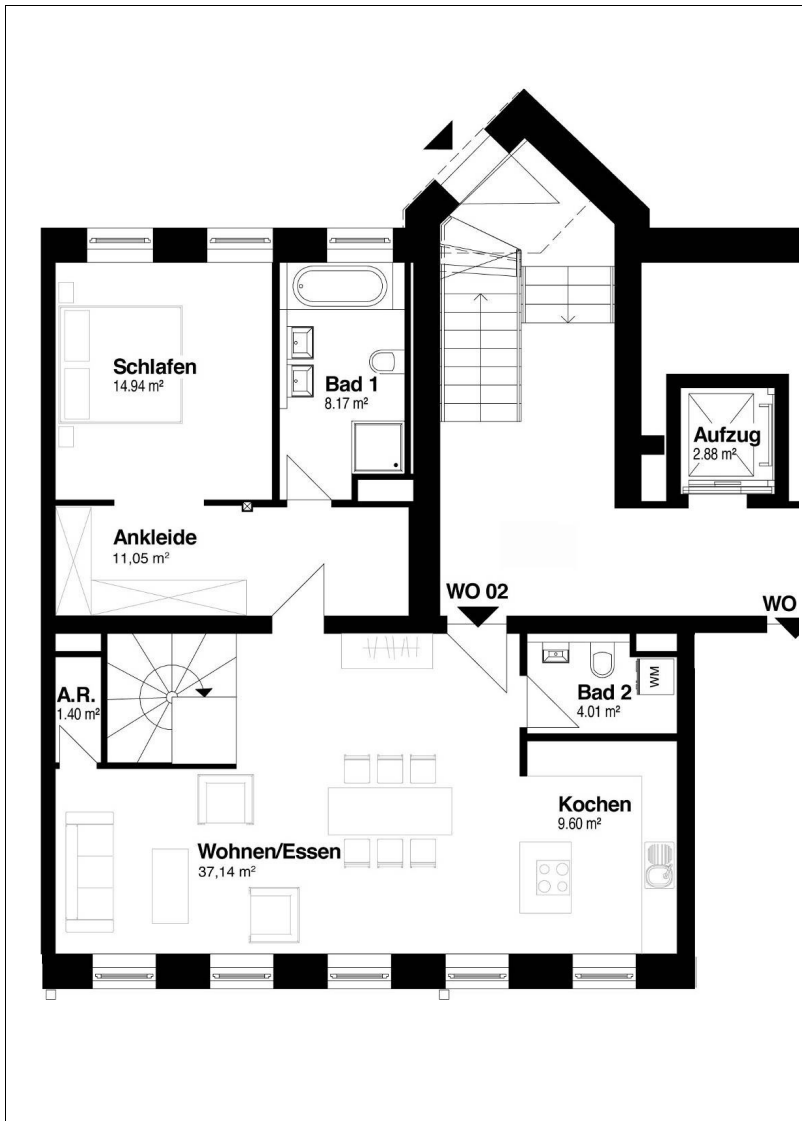 Schlafen
14.94 m²
Bad 1
8.17 m²
Aufzug
2.88 m²
Ankleide
11,05 m²
WO 02
WO
A.R.
1.40 m²
Bad 2
4.01 m²
WM
Kochen
9.60 m²
Wohnen/Essen
37,14 m²